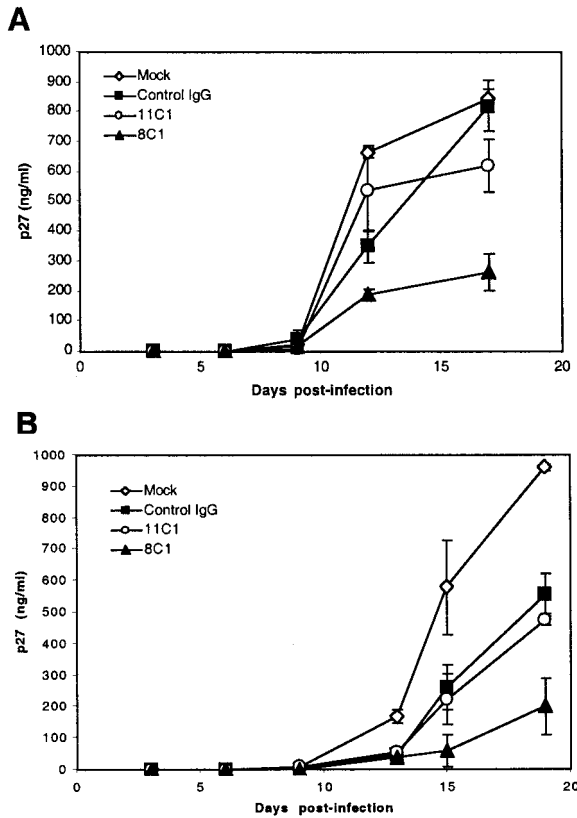 A
1000
900
800
700
600
500
400
300
200
100
0
p27 (ng/ml)
Mock
Control IgG
11C1
8C1
0 5 10 15 20
Days post-infection
B
1000
900
800
700
600
500
400
300
200
100
0
p27 (ng/ml)
Mock
Control IgG
11C1
8C1
0 5 10 15 20
Days post-infection